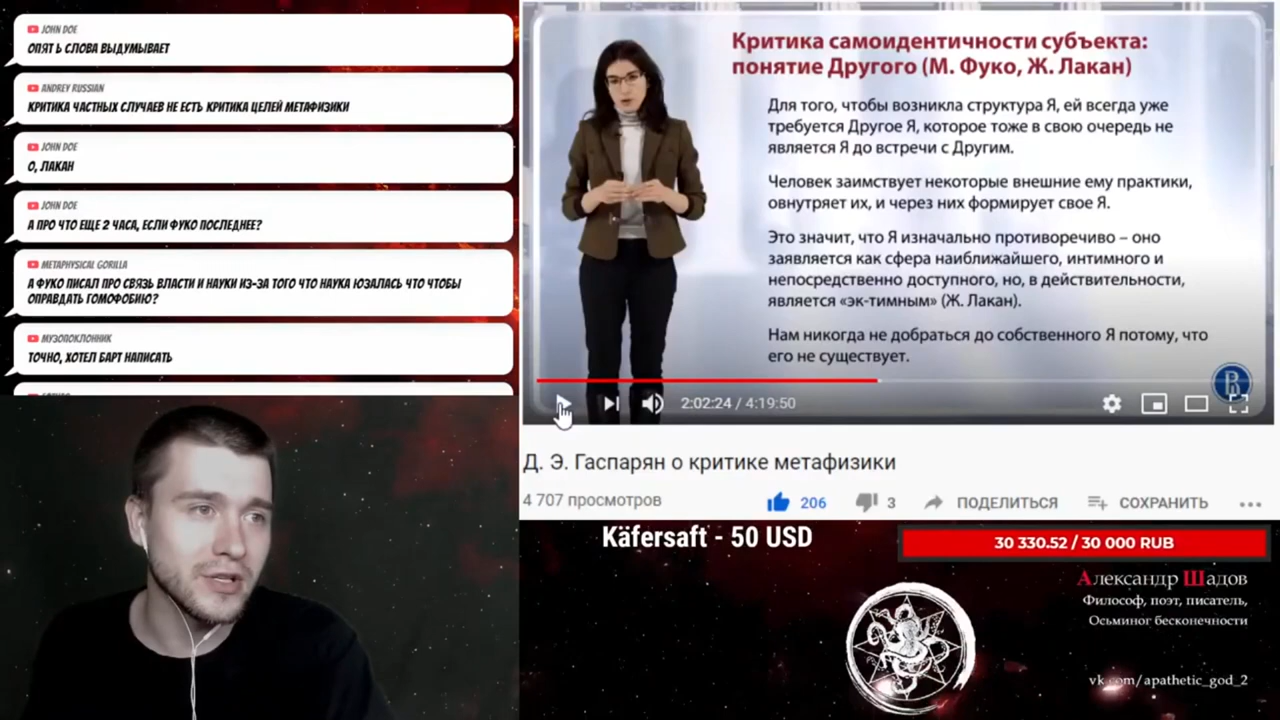 JOHN DOE
ОПЯТ Ь СЛОВА ВЫДУМЫВАЕТ
ANDREY RUSSIAN
КРИТИКА ЧАСТНЫХ СЛУЧАЕВ НЕ ЕСТЬ КРИТИКА ЦЕЛЕЙ МЕТАФИЗИКИ
JOHN DOE
О, ЛАКАН
JOHN DOE
А ПРО ЧТО ЕЩЕ 2 ЧАСА, ЕСЛИ ФУКО ПОСЛЕДНЕЕ?
METAPHYSICAL GORILLA
А ФУКО ПИСАЛ ПРО СВЯЗЬ ВЛАСТИ И НАУКИ ИЗ-ЗА ТОГО ЧТО НАУКА ЮЗАЛАСЬ ЧТО ЧТОБЫ
ОПРАВДАТЬ ГОМОФОБИЮ?
МУЗОПОКЛОННИК
ТОЧНО, ХОТЕЛ БАРТ НАПИСАТЬ
Критика самоидентичности субъекта:
понятие Другого (М. Фуко, Ж. Лакан)
Для того, чтобы возникла структура Я, ей всегда уже
требуется Другое Я, которое тоже в свою очередь не
является Я до встречи с Другим.
Человек заимствует некоторые внешние ему практики,
овнутряет их, и через них формирует свое Я.
Это значит, что Я изначально противоречиво – оно
заявляется как сфера наиближайшего, интимного и
непосредственно доступного, но, в действительности,
является «эк-тимным» (Ж. Лакан).
Нам никогда не добраться до собственного Я потому, что
его не существует.
2:02:24 / 4:19:50
Д. Э. Гаспарян о критике метафизики
4 707 просмотров
206
3
ПОДЕЛИТЬСЯ
СОХРАНИТЬ
Käfersaft - 50 USD
30 330.52 / 30 000 RUB
Александр Шадов
Философ, поэт, писатель,
Осьминог бесконечности
vk.com/apathetic_god_2